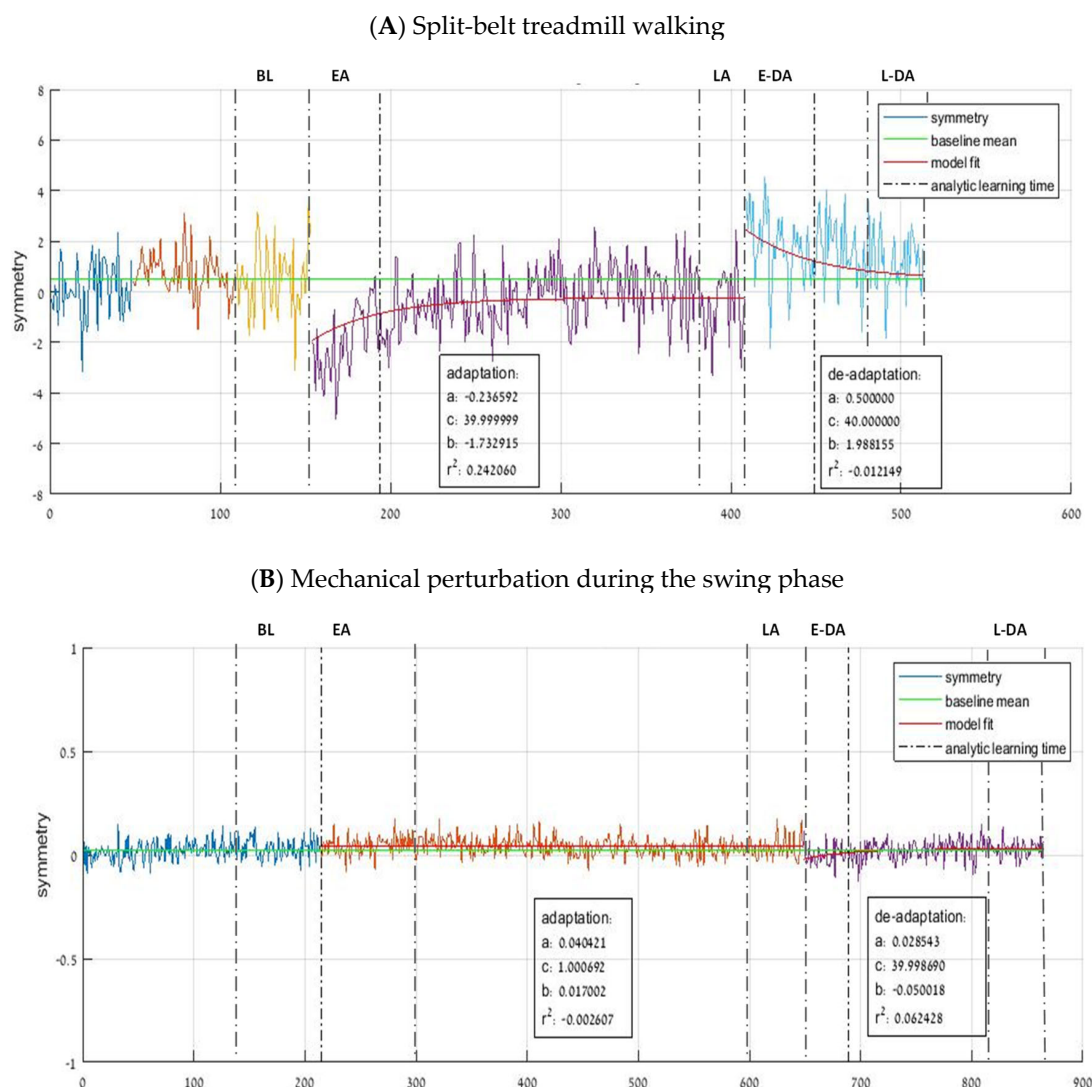 (A) Split-belt treadmill walking
BL EA LA E-DA L-DA
8
6
4
2
0
-2
-4
-6
-8
symmetry
symmetry
baseline mean
model fit
analytic learning time
adaptation:
a: -0.236592
c: 39.999999
b: -1.732915
r²: 0.242060
de-adaptation:
a: 0.500000
c: 40.000000
b: 1.988155
r²: -0.012149
0 100 200 300 400 500 600
(B) Mechanical perturbation during the swing phase
BL EA LA E-DA L-DA
1
0.5
0
-0.5
-1
symmetry
symmetry
baseline mean
model fit
analytic learning time
adaptation:
a: 0.040421
c: 1.000692
b: 0.017002
r²: -0.002607
de-adaptation:
a: 0.028543
c: 39.998690
b: -0.050018
r²: 0.062428
0 100 200 300 400 500 600 700 800 900